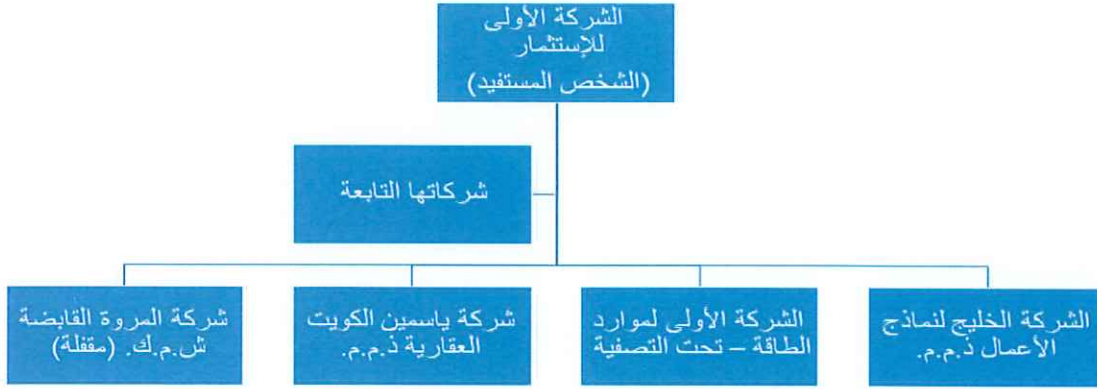 الشركة الأولى
للإستثمار
(الشخص المستفيد)
شركاتها التابعة
الشركة الخليج لنماذج
الأعمال ذ.م.م.
الشركة الأولى لموارد
الطاقة – تحت التصفية
شركة ياسمين الكويت
العقارية ذ.م.م.
شركة المروة القابضة
ش.م.ك. (مقفلة)